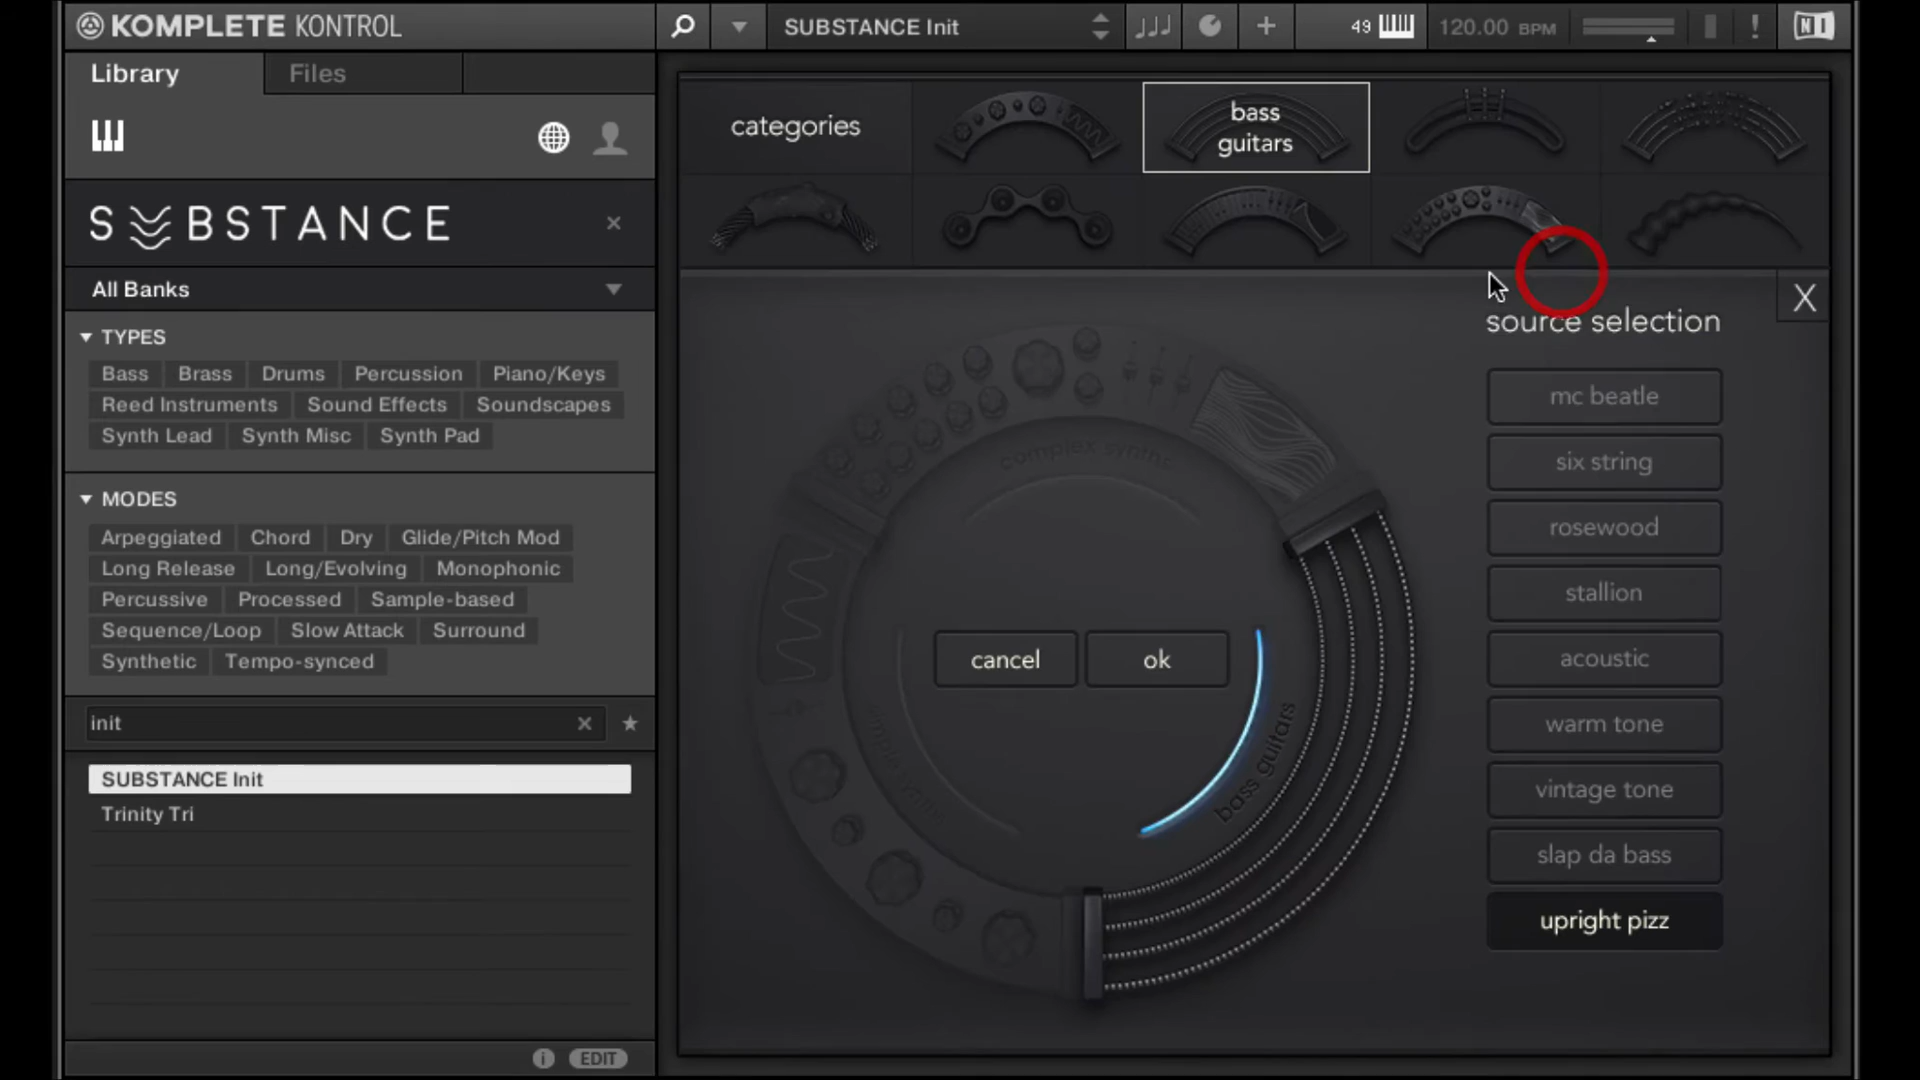 KOMPLETE KONTROL
SUBSTANCE Init
49
120.00 BPM
Library
Files
SUBSTANCE
All Banks
TYPES
Bass
Brass
Drums
Percussion
Piano/Keys
Reed Instruments
Sound Effects
Soundscapes
Synth Lead
Synth Misc
Synth Pad
MODES
Arpeggiated
Chord
Dry
Glide/Pitch Mod
Long Release
Long/Evolving
Monophonic
Percussive
Processed
Sample-based
Sequence/Loop
Slow Attack
Surround
Synthetic
Tempo-synced
init
SUBSTANCE Init
Trinity Tri
EDIT
categories
bass
guitars
X
source selection
mc beatle
six string
rosewood
stallion
acoustic
warm tone
vintage tone
slap da bass
upright pizz
complex synths
cancel
ok
bass guitars